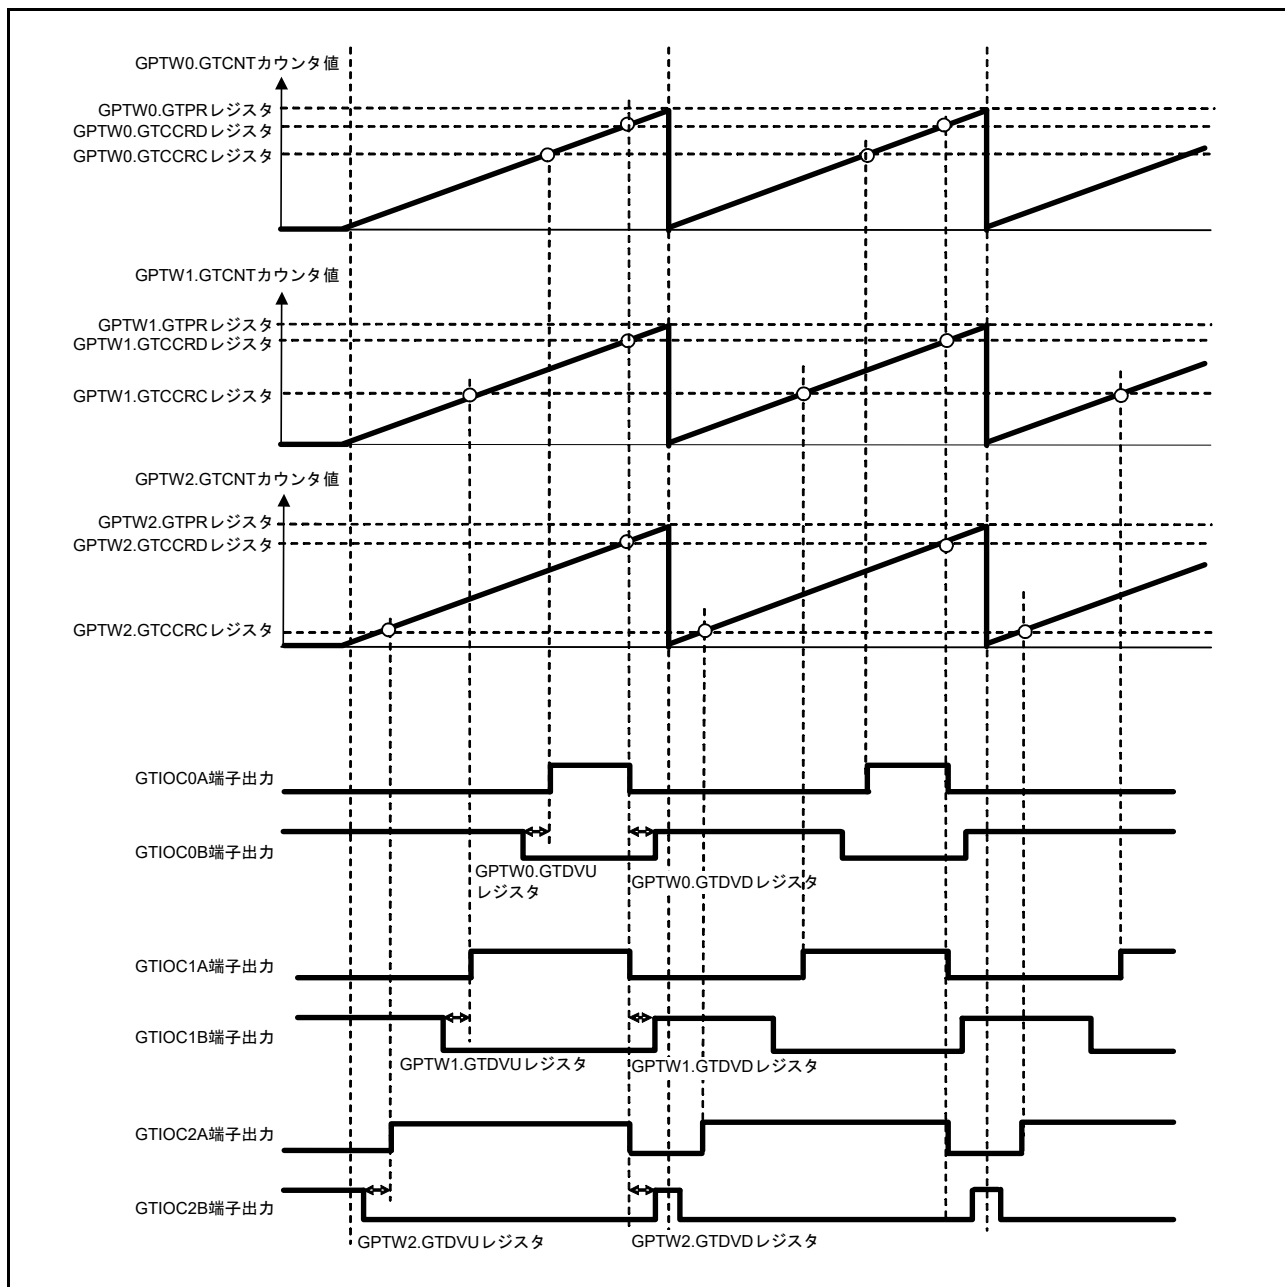 GPTW0.GTCNTカウンタ値
GPTW0.GTPRレジスタ
GPTW0.GTCCRDレジスタ
GPTW0.GTCCRCレジスタ
GPTW1.GTCNTカウンタ値
GPTW1.GTPRレジスタ
GPTW1.GTCCRDレジスタ
GPTW1.GTCCRCレジスタ
GPTW2.GTCNTカウンタ値
GPTW2.GTPRレジスタ
GPTW2.GTCCRDレジスタ
GPTW2.GTCCRCレジスタ
GTIOC0A端子出力
GTIOC0B端子出力
GPTW0.GTDVU
レジスタ
GPTW0.GTDVDレジスタ
GTIOC1A端子出力
GTIOC1B端子出力
GPTW1.GTDVUレジスタ
GPTW1.GTDVDレジスタ
GTIOC2A端子出力
GTIOC2B端子出力
GPTW2.GTDVUレジスタ
GPTW2.GTDVDレジスタ